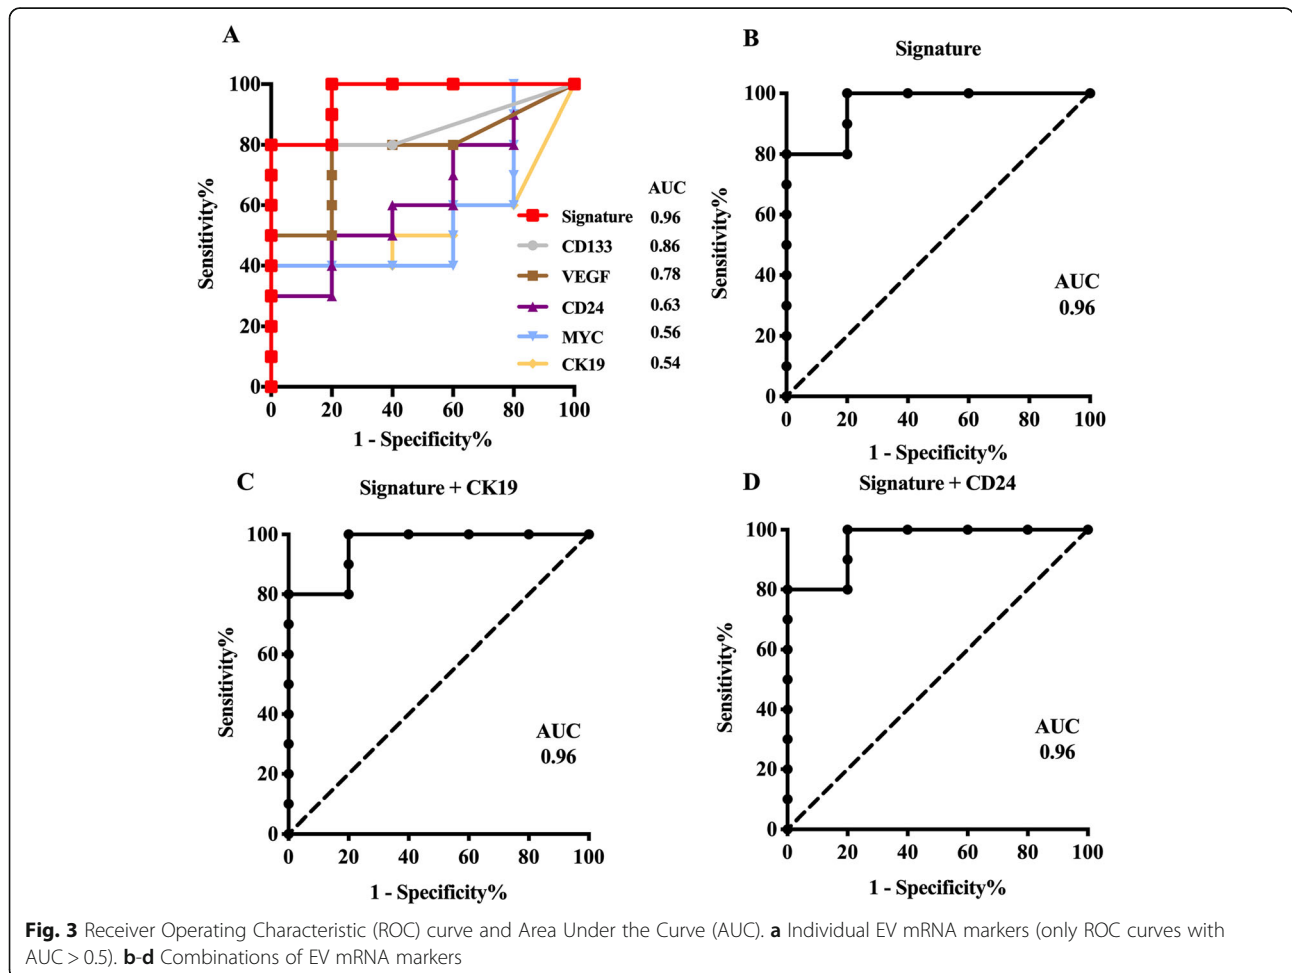 A
100
80
60
40
20
0
Sensitivity%
0 20 40 60 80 100
1 - Specificity%
AUC
Signature 0.96
CD133 0.86
VEGF 0.78
CD24 0.63
MYC 0.56
CK19 0.54
B
Signature
100
80
60
40
20
0
Sensitivity%
0 20 40 60 80 100
1 - Specificity%
AUC
0.96
C
Signature + CK19
100
80
60
40
20
0
Sensitivity%
0 20 40 60 80 100
1 - Specificity%
AUC
0.96
D
Signature + CD24
100
80
60
40
20
0
Sensitivity%
0 20 40 60 80 100
1 - Specificity%
AUC
0.96
Fig. 3 Receiver Operating Characteristic (ROC) curve and Area Under the Curve (AUC). a Individual EV mRNA markers (only ROC curves with
AUC > 0.5). b-d Combinations of EV mRNA markers